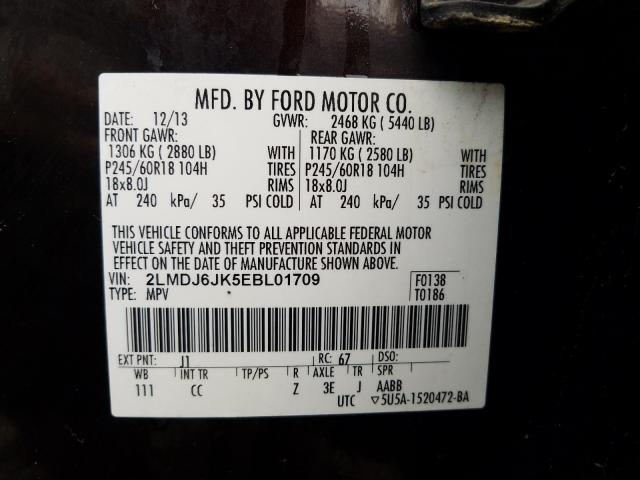 MFD. BY FORD MOTOR CO.
DATE: 12/13 GVWR: 2468 KG ( 5440 LB)
FRONT GAWR: REAR GAWR:
1306 KG ( 2880 LB) WITH 1170 KG ( 2580 LB) WITH
P245/60R18 104H TIRES P245/60R18 104H TIRES
18x8.0J RIMS 18x8.0J RIMS
AT 240 kPa/ 35 PSI COLD AT 240 kPa/ 35 PSI COLD
THIS VEHICLE CONFORMS TO ALL APPLICABLE FEDERAL MOTOR
VEHICLE SAFETY AND THEFT PREVENTION STANDARDS IN
EFFECT ON THE DATE OF MANUFACTURE SHOWN ABOVE.
VIN: 2LMDJ6JK5EBL01709 F0138
TYPE: MPV T0186
EXT PNT: J1 RC: 67 DSO:
WB INT TR TP/PS R AXLE TR SPR
111 CC Z 3E J AABB
UTC ▽5U5A-1520472-BA